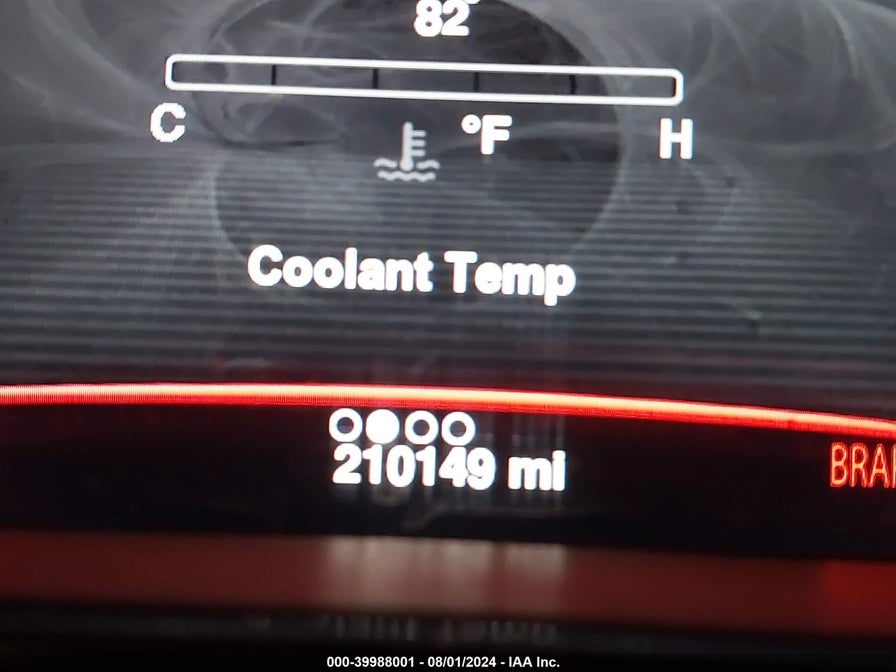 82°
C °F H
Coolant Temp
210149 mi
BRA
000-39988001 - 08/01/2024 - IAA Inc.